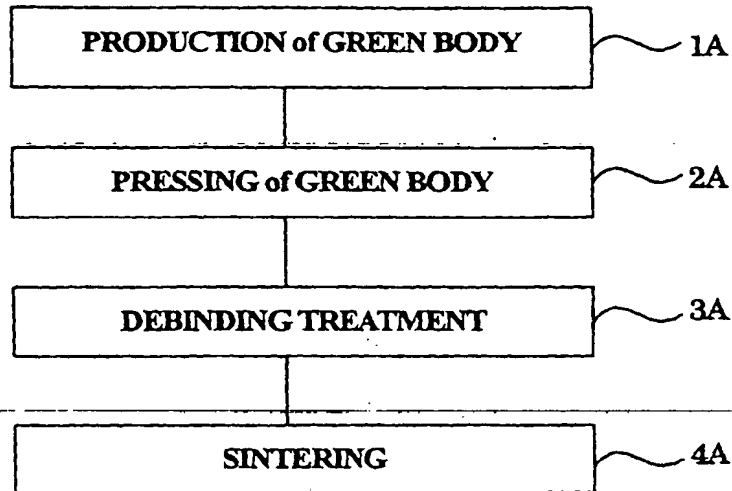 PRODUCTION of GREEN BODY 1A
PRESSING of GREEN BODY 2A
DEBINDING TREATMENT 3A
SINTERING 4A